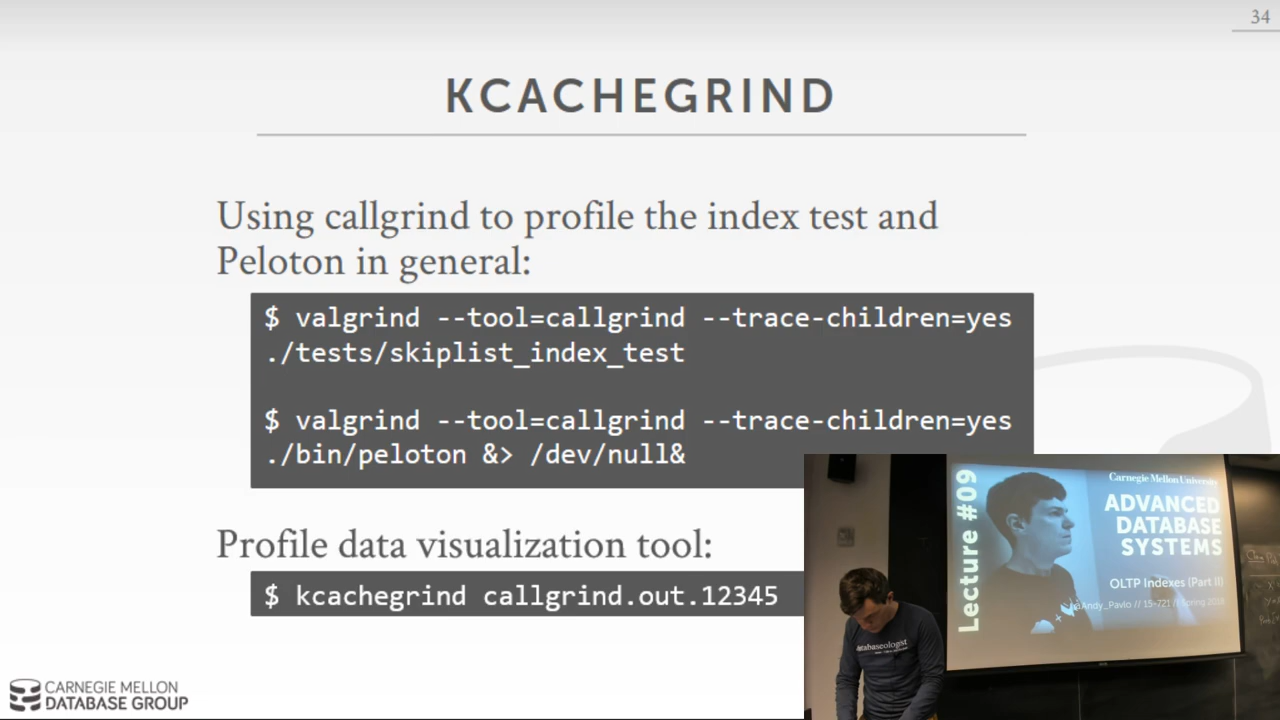 34
KCACHEGRIND
Using callgrind to profile the index test and
Peloton in general:
$ valgrind --tool=callgrind --trace-children=yes
./tests/skiplist_index_test
$ valgrind --tool=callgrind --trace-children=yes
./bin/peloton &> /dev/null&
Profile data visualization tool:
$ kcachegrind callgrind.out.12345
CARNEGIE MELLON
DATABASE GROUP
Lecture #09
Carnegie Mellon University
ADVANCED
DATABASE
SYSTEMS
OLTP Indexes (Part II)
@Andy_Pavlo // 15-721 // Spring 2018
databaseologist